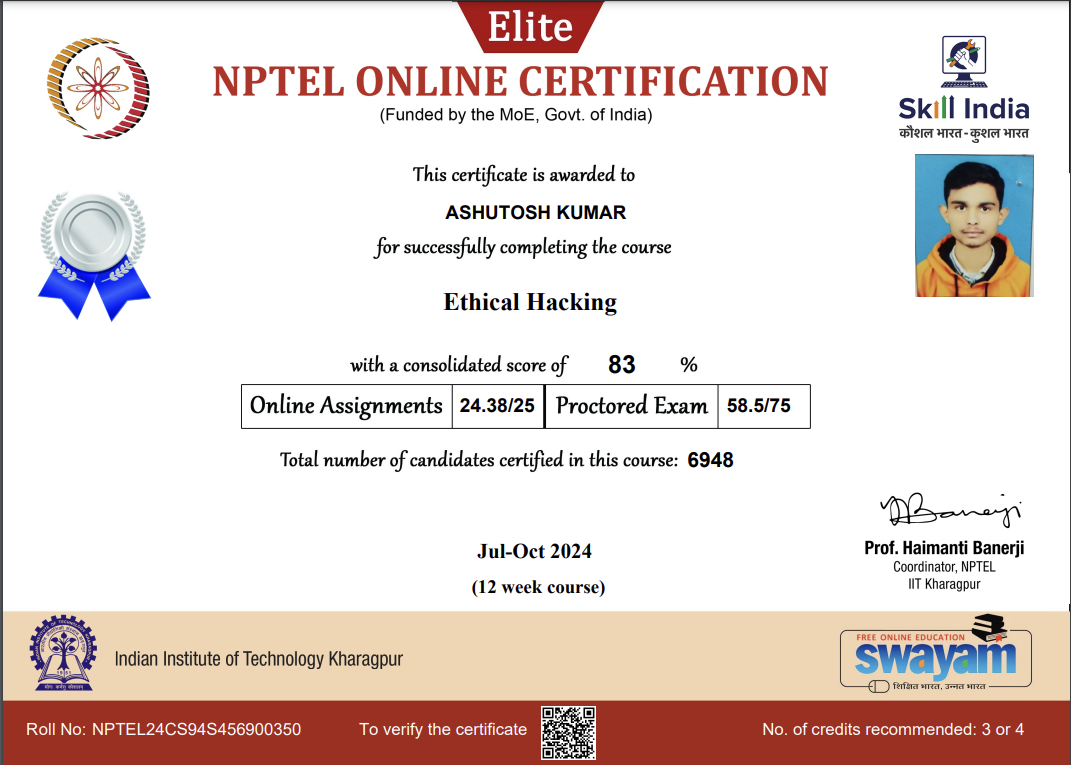 Elite
NPTEL ONLINE CERTIFICATION
(Funded by the MoE, Govt. of India)
Skill India
कौशल भारत - कुशल भारत
This certificate is awarded to
ASHUTOSH KUMAR
for successfully completing the course
Ethical Hacking
with a consolidated score of 83 %
Online Assignments 24.38/25 Proctored Exam 58.5/75
Total number of candidates certified in this course: 6948
Jul-Oct 2024
(12 week course)
Banerji
Prof. Haimanti Banerji
Coordinator, NPTEL
IIT Kharagpur
Indian Institute of Technology Kharagpur
FREE ONLINE EDUCATION
swayam
शिक्षित भारत, उन्नत भारत
Roll No: NPTEL24CS94S456900350 To verify the certificate No. of credits recommended: 3 or 4